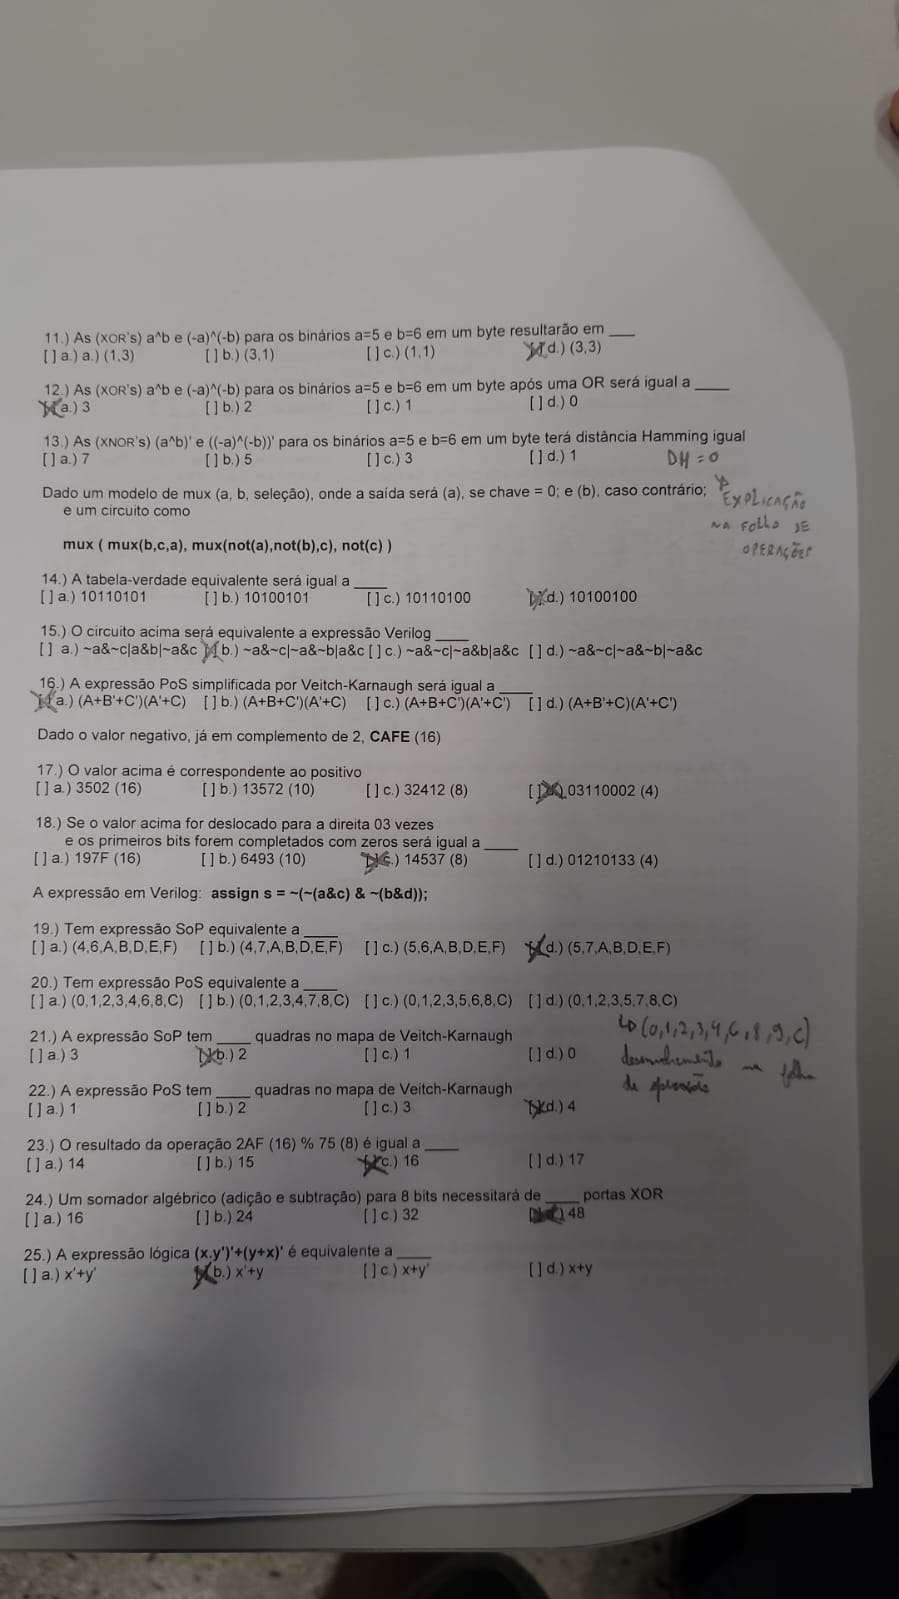 11.) As (XOR's) a^b e (-a)^(-b) para os binários a=5 e b=6 em um byte resultarão em ___
[ ] a.) a.) (1,3) [ ] b.) (3,1) [ ] c.) (1,1) d.) (3,3)
12.) As (XOR's) a^b e (-a)^(-b) para os binários a=5 e b=6 em um byte após uma OR será igual a ____
a.) 3 [ ] b.) 2 [ ] c.) 1 [ ] d.) 0
13.) As (XNOR's) (a^b)' e ((-a)^(-b))' para os binários a=5 e b=6 em um byte terá distância Hamming igual
[ ] a.) 7 [ ] b.) 5 [ ] c.) 3 [ ] d.) 1 DH = 0
Dado um modelo de mux (a, b, seleção), onde a saída será (a), se chave = 0; e (b), caso contrário;
e um circuito como
EXPLICAÇÃO
NA FOLHA DE
OPERAÇÕES
mux ( mux(b,c,a), mux(not(a),not(b),c), not(c) )
14.) A tabela-verdade equivalente será igual a ____
[ ] a.) 10110101 [ ] b.) 10100101 [ ] c.) 10110100 d.) 10100100
15.) O circuito acima será equivalente a expressão Verilog ____
[ ] a.) ~a&~c|a&b|~a&c b.) ~a&~c|~a&~b|a&c [ ] c.) ~a&~c|~a&b|a&c [ ] d.) ~a&~c|~a&~b|~a&c
16.) A expressão PoS simplificada por Veitch-Karnaugh será igual a ____
a.) (A+B'+C')(A'+C) [ ] b.) (A+B+C')(A'+C) [ ] c.) (A+B+C')(A'+C') [ ] d.) (A+B'+C)(A'+C')
Dado o valor negativo, já em complemento de 2, CAFE (16)
17.) O valor acima é correspondente ao positivo
[ ] a.) 3502 (16) [ ] b.) 13572 (10) [ ] c.) 32412 (8) [ ] 03110002 (4)
18.) Se o valor acima for deslocado para a direita 03 vezes
e os primeiros bits forem completados com zeros será igual a ____
[ ] a.) 197F (16) [ ] b.) 6493 (10) c.) 14537 (8) [ ] d.) 01210133 (4)
A expressão em Verilog: assign s = ~(~(a&c) & ~(b&d));
19.) Tem expressão SoP equivalente a ____
[ ] a.) (4,6,A,B,D,E,F) [ ] b.) (4,7,A,B,D,E,F) [ ] c.) (5,6,A,B,D,E,F) d.) (5,7,A,B,D,E,F)
20.) Tem expressão PoS equivalente a ____
[ ] a.) (0,1,2,3,4,6,8,C) [ ] b.) (0,1,2,3,4,7,8,C) [ ] c.) (0,1,2,3,5,6,8,C) [ ] d.) (0,1,2,3,5,7,8,C)
(0,1,2,3,4,6,8,9,C)
desenvolvimento na folha
de operação
21.) A expressão SoP tem ____ quadras no mapa de Veitch-Karnaugh
[ ] a.) 3 b.) 2 [ ] c.) 1 [ ] d.) 0
22.) A expressão PoS tem ____ quadras no mapa de Veitch-Karnaugh
[ ] a.) 1 [ ] b.) 2 [ ] c.) 3 d.) 4
23.) O resultado da operação 2AF (16) % 75 (8) é igual a ____
[ ] a.) 14 [ ] b.) 15 c.) 16 [ ] d.) 17
24.) Um somador algébrico (adição e subtração) para 8 bits necessitará de ____ portas XOR
[ ] a.) 16 [ ] b.) 24 [ ] c.) 32 48
25.) A expressão lógica (x.y')'+(y+x)' é equivalente a ____
[ ] a.) x'+y' b.) x'+y [ ] c.) x+y' [ ] d.) x+y